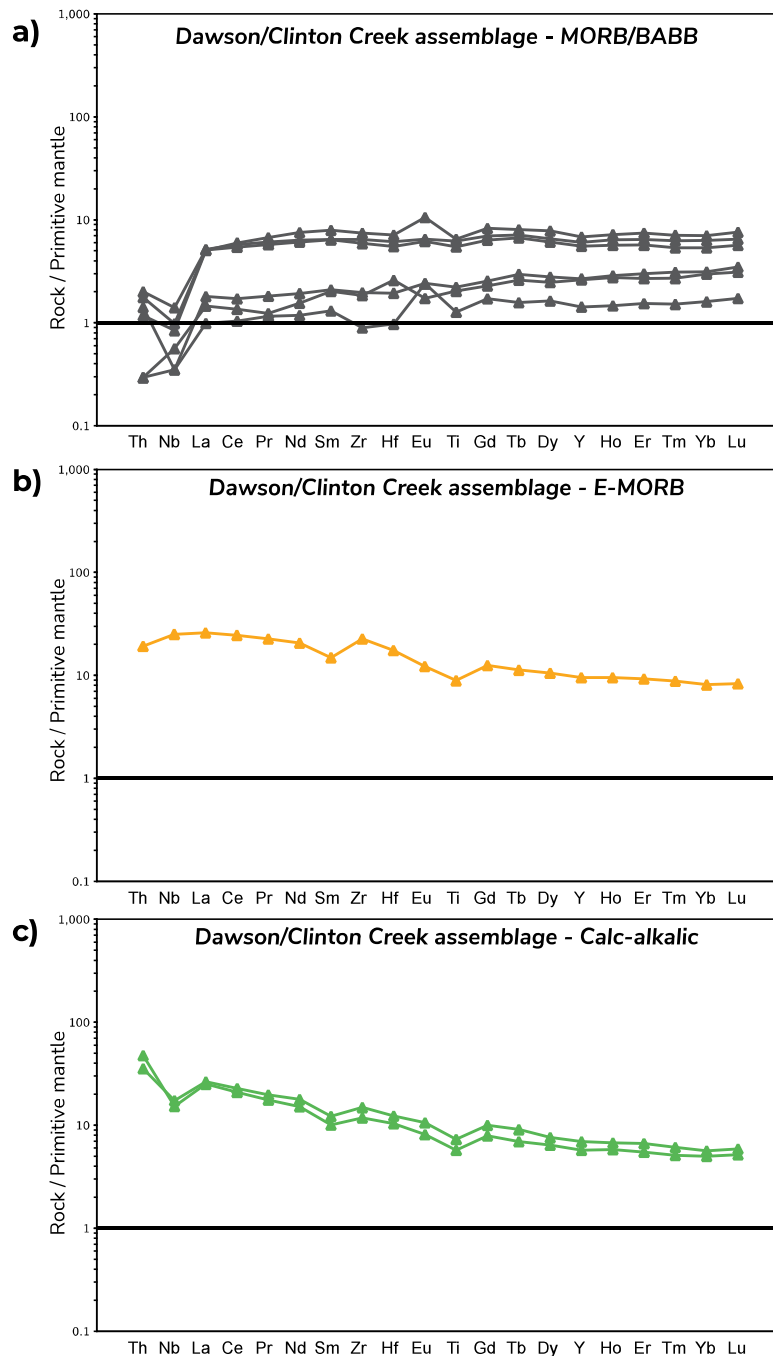 a)
Dawson/Clinton Creek assemblage - MORB/BABB
Rock / Primitive mantle
1,000
100
10
1
0.1
Th Nb La Ce Pr Nd Sm Zr Hf Eu Ti Gd Tb Dy Y Ho Er Tm Yb Lu
b)
Dawson/Clinton Creek assemblage - E-MORB
Rock / Primitive mantle
1,000
100
10
1
0.1
Th Nb La Ce Pr Nd Sm Zr Hf Eu Ti Gd Tb Dy Y Ho Er Tm Yb Lu
c)
Dawson/Clinton Creek assemblage - Calc-alkalic
Rock / Primitive mantle
1,000
100
10
1
0.1
Th Nb La Ce Pr Nd Sm Zr Hf Eu Ti Gd Tb Dy Y Ho Er Tm Yb Lu